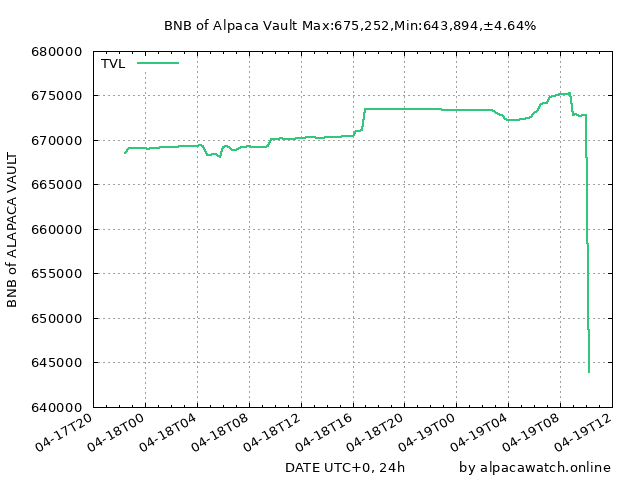 BNB of Alpaca Vault Max:675,252,Min:643,894,±4.64%
TVL
680000
675000
670000
665000
660000
655000
650000
645000
640000
BNB of ALAPACA VAULT
04-17T20
04-18T00
04-18T04
04-18T08
04-18T12
04-18T16
04-18T20
04-19T00
04-19T04
04-19T08
04-19T12
DATE UTC+0, 24h
by alpacawatch.online